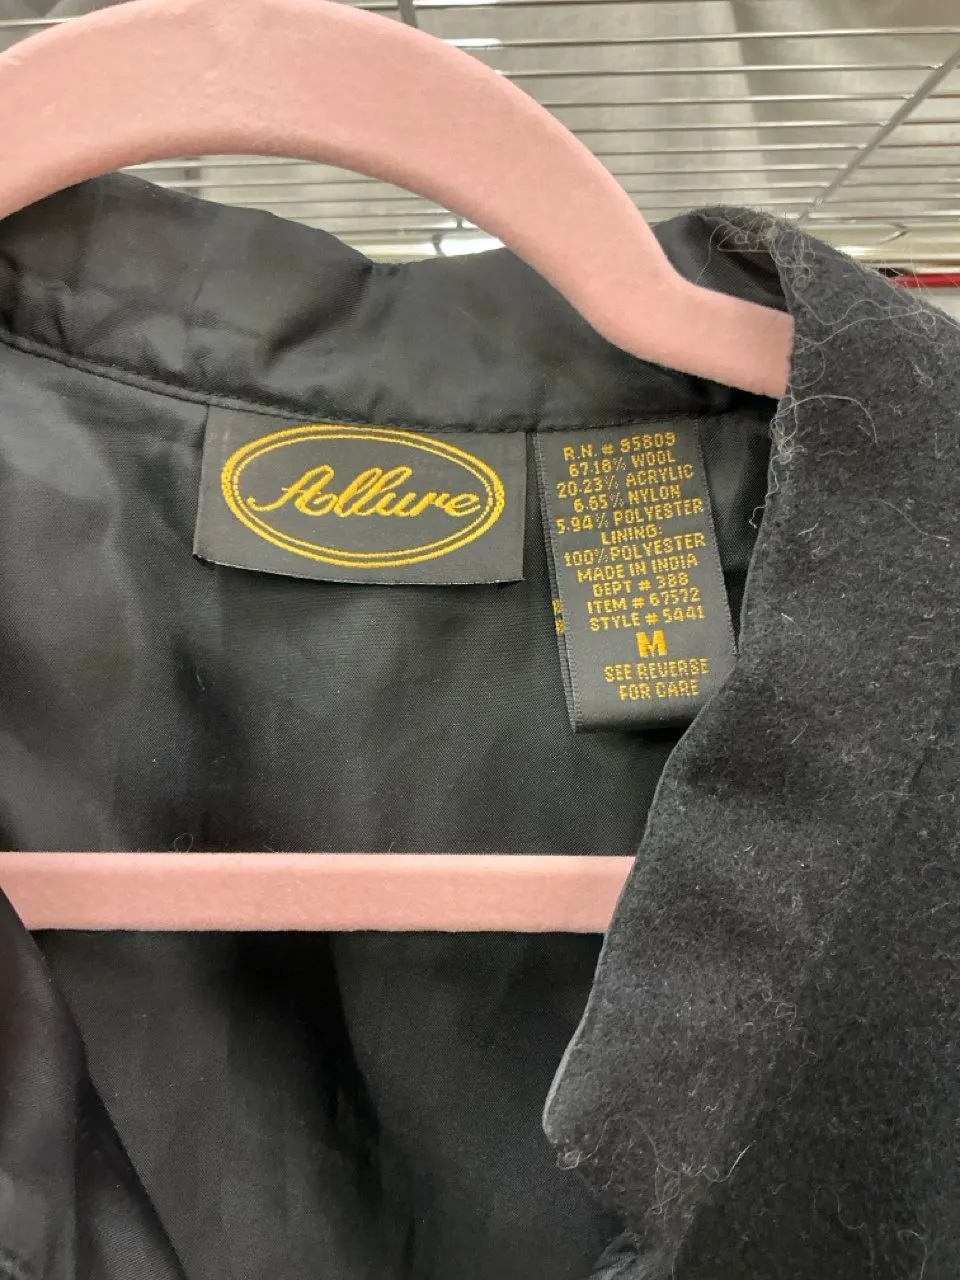 Allure
R.N. # 85809
67.18% WOOL
20.23% ACRYLIC
6.65% NYLON
5.94% POLYESTER
LINING:
100% POLYESTER
MADE IN INDIA
DEPT # 388
ITEM # 67572
STYLE # 5441
M
SEE REVERSE
FOR CARE